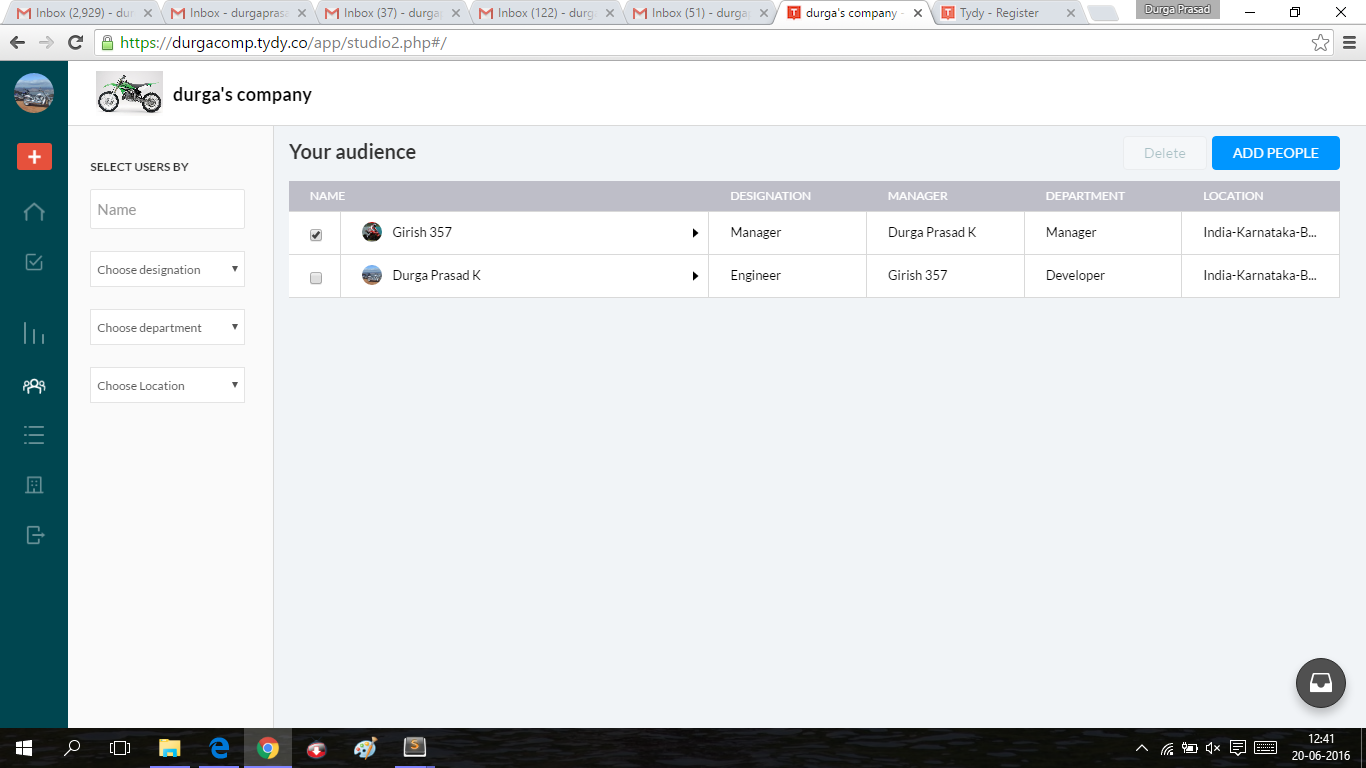 Inbox (2,929) - dur
Inbox - durgapras
Inbox (37) - durga
Inbox (122) - durg
Inbox (51) - durga
durga's company -
Tydy - Register
Durga Prasad
https://durgacomp.tydy.co/app/studio2.php#/
durga's company
SELECT USERS BY
Name
Choose designation
Choose department
Choose Location
Your audience
Delete
ADD PEOPLE
NAME DESIGNATION MANAGER DEPARTMENT LOCATION
Girish 357 Manager Durga Prasad K Manager India-Karnataka-B...
Durga Prasad K Engineer Girish 357 Developer India-Karnataka-B...
12:41
20-06-2016